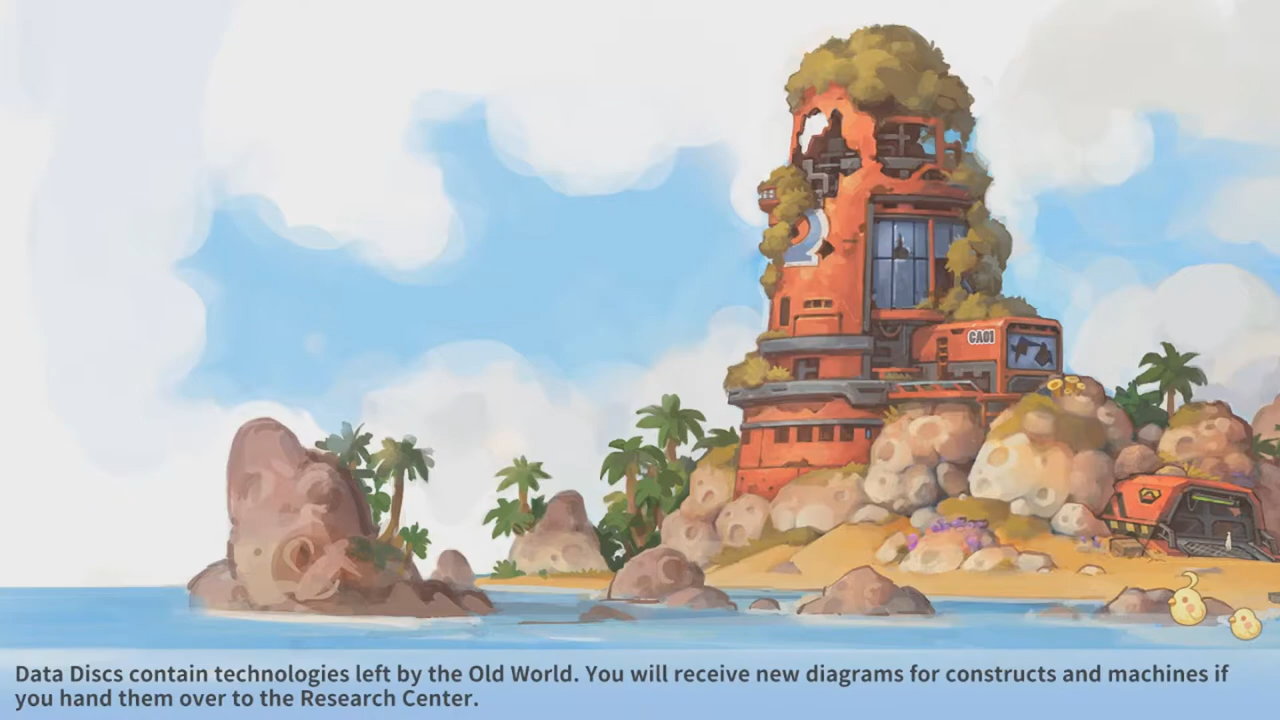 2
CA01
Data Discs contain technologies left by the Old World. You will receive new diagrams for constructs and machines if
you hand them over to the Research Center.